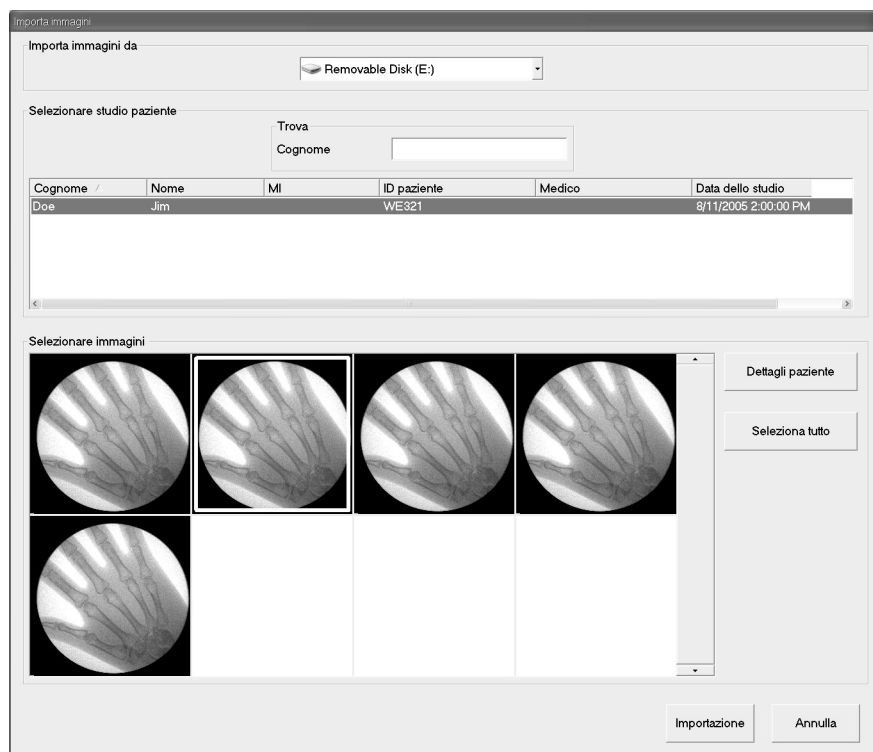 Importa immagini
Importa immagini da
Removable Disk (E:)
Selezionare studio paziente
Trova
Cognome
Cognome Nome MI ID paziente Medico Data dello studio
Doe Jim WE321 8/11/2005 2:00:00 PM
Selezionare immagini
Dettagli paziente
Seleziona tutto
Importazione Annulla